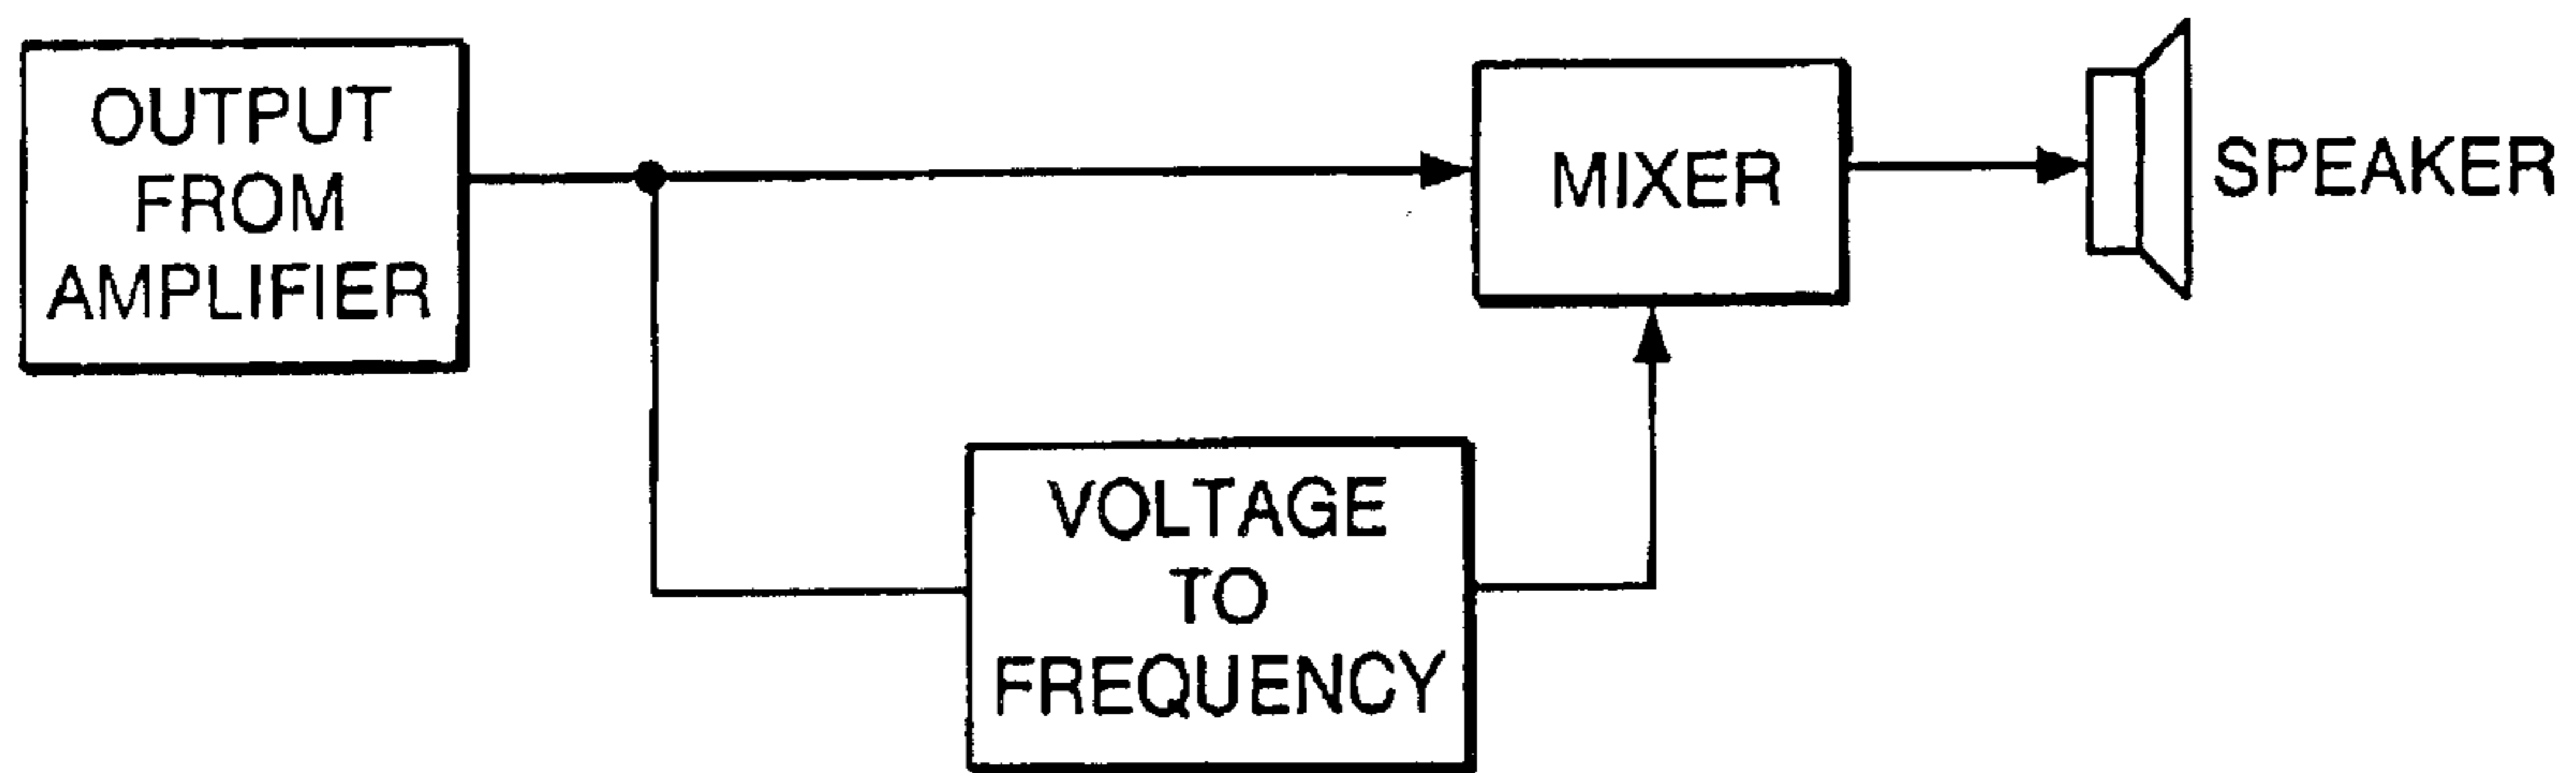 OUTPUT
FROM
AMPLIFIER
MIXER
SPEAKER
VOLTAGE
TO
FREQUENCY